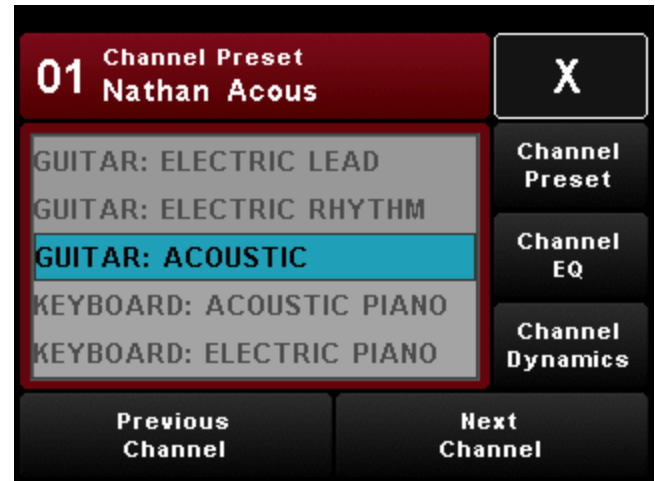 01 Channel Preset
Nathan Acous
X
GUITAR: ELECTRIC LEAD
GUITAR: ELECTRIC RHYTHM
GUITAR: ACOUSTIC
KEYBOARD: ACOUSTIC PIANO
KEYBOARD: ELECTRIC PIANO
Channel
Preset
Channel
EQ
Channel
Dynamics
Previous
Channel
Next
Channel